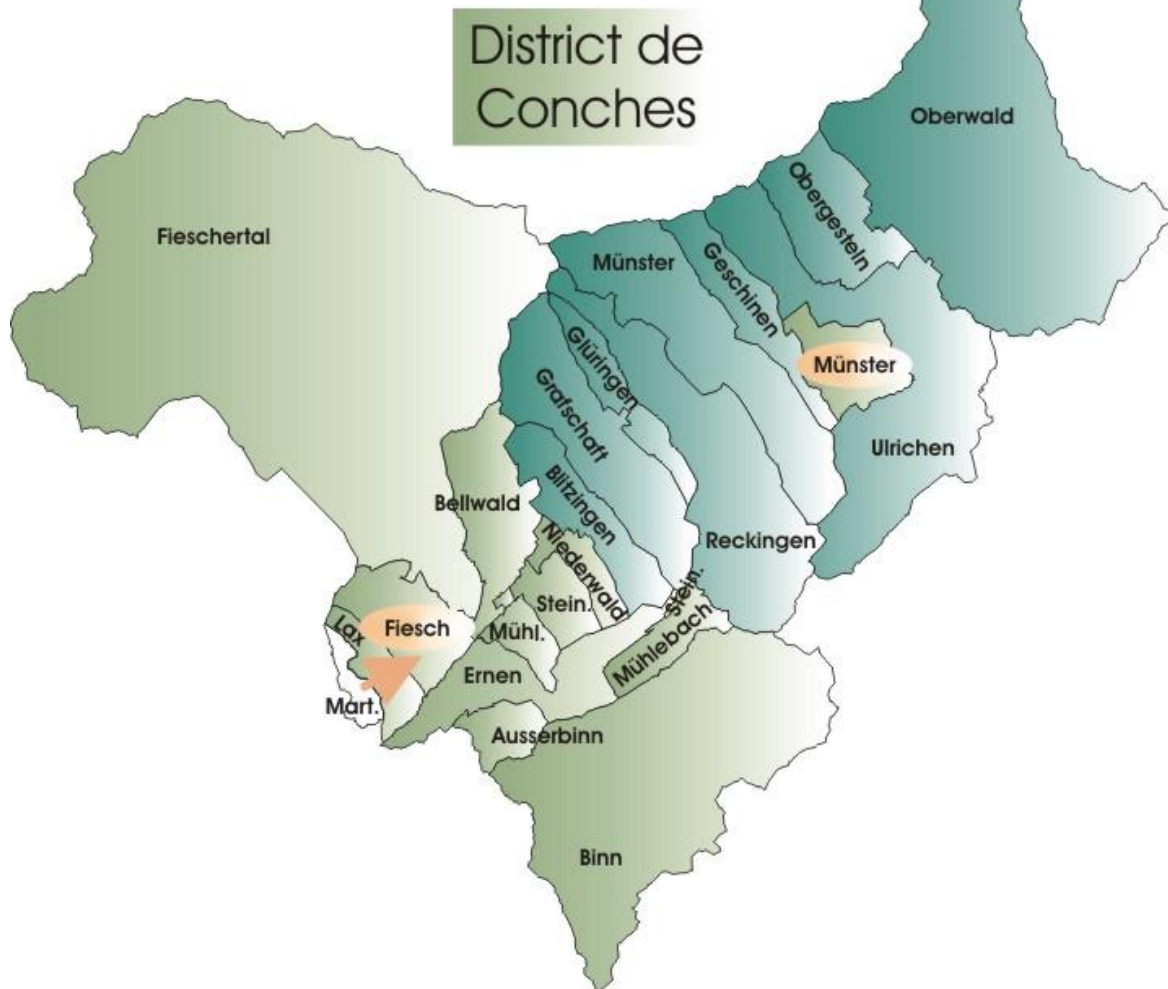 District de
Conches
Oberwald
Obergesteln
Fieschertal
Münster
Geschinen
Glüringen
Münster
Grafschaft
Ulrichen
Blitzingen
Bellwald
Reckingen
Niederwald
Stein.
Stein.
Lax
Fiesch
Mühl.
Mühlebach
Ernen
Mart.
Ausserbinn
Binn